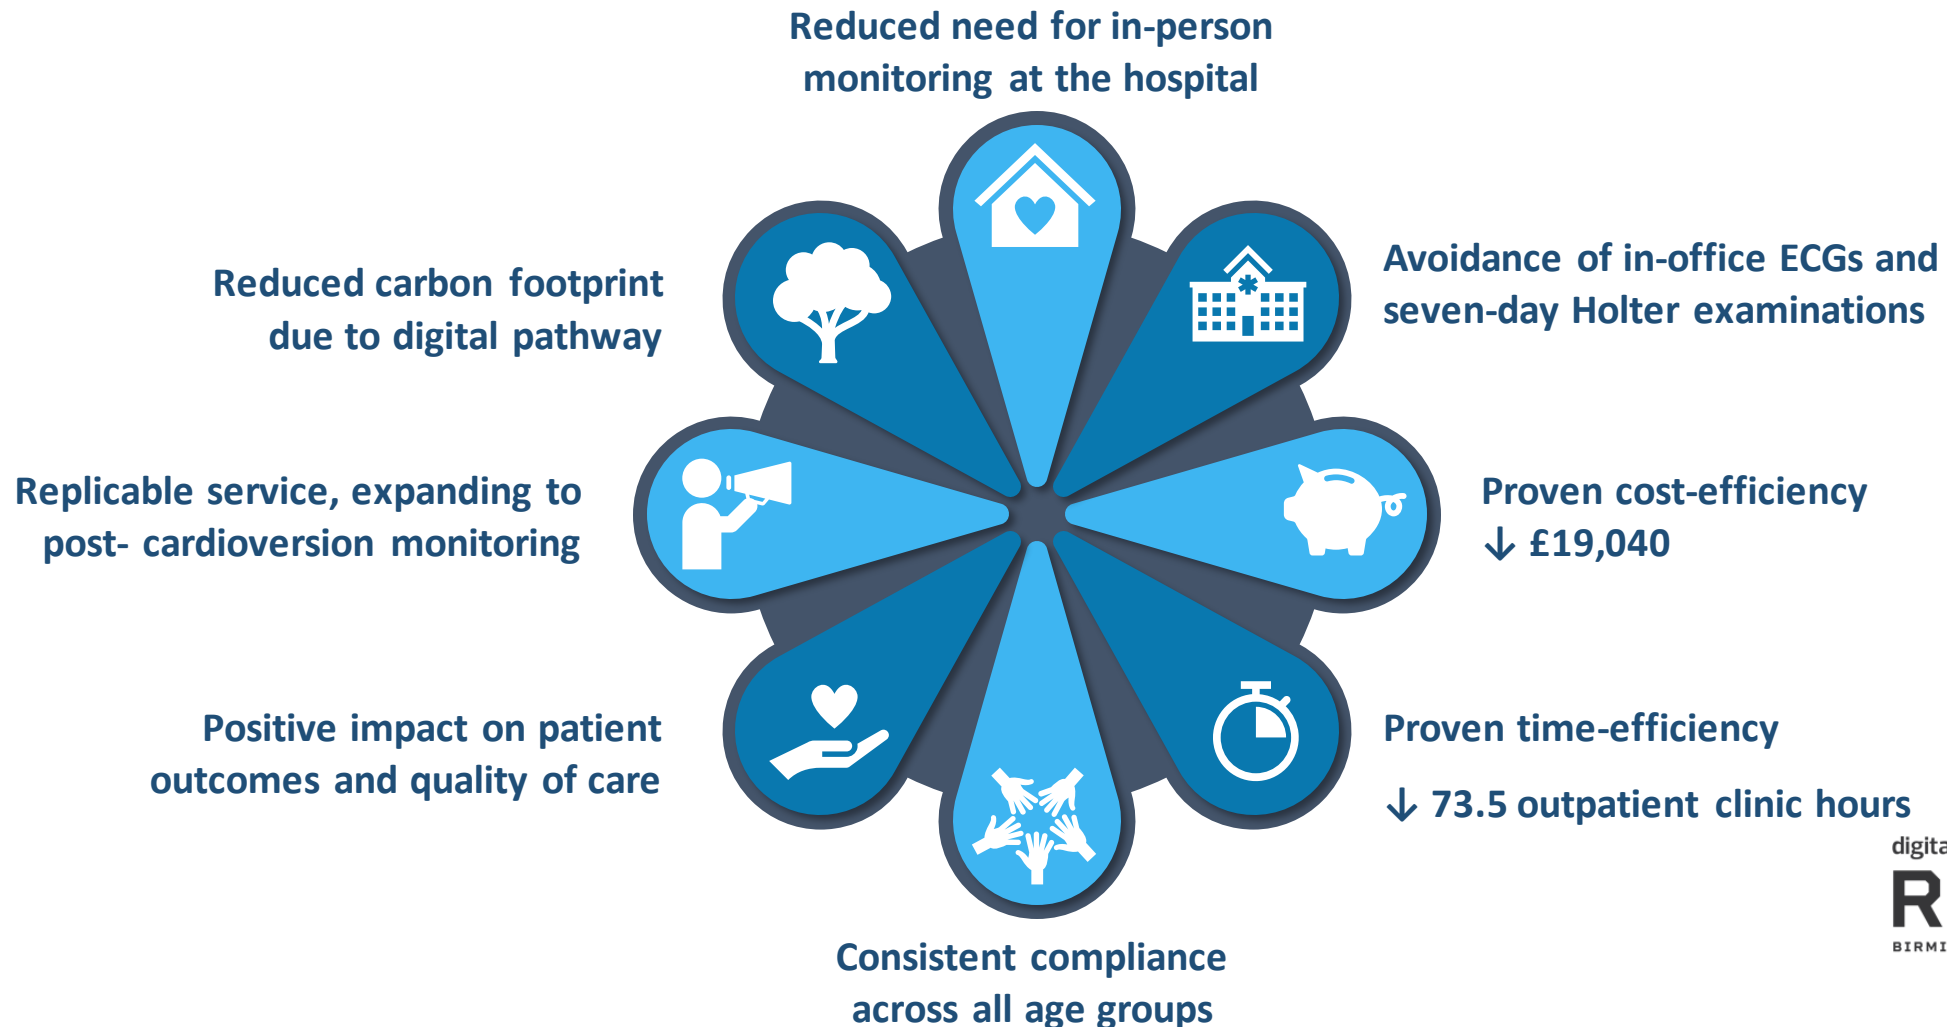 Reduced need for in-person
monitoring at the hospital
Avoidance of in-office ECGs and
seven-day Holter examinations
Proven cost-efficiency
↓ £19,040
Proven time-efficiency
↓ 73.5 outpatient clinic hours
Consistent compliance
across all age groups
Positive impact on patient
outcomes and quality of care
Replicable service, expanding to
post- cardioversion monitoring
Reduced carbon footprint
due to digital pathway
digita
R
BIRMI